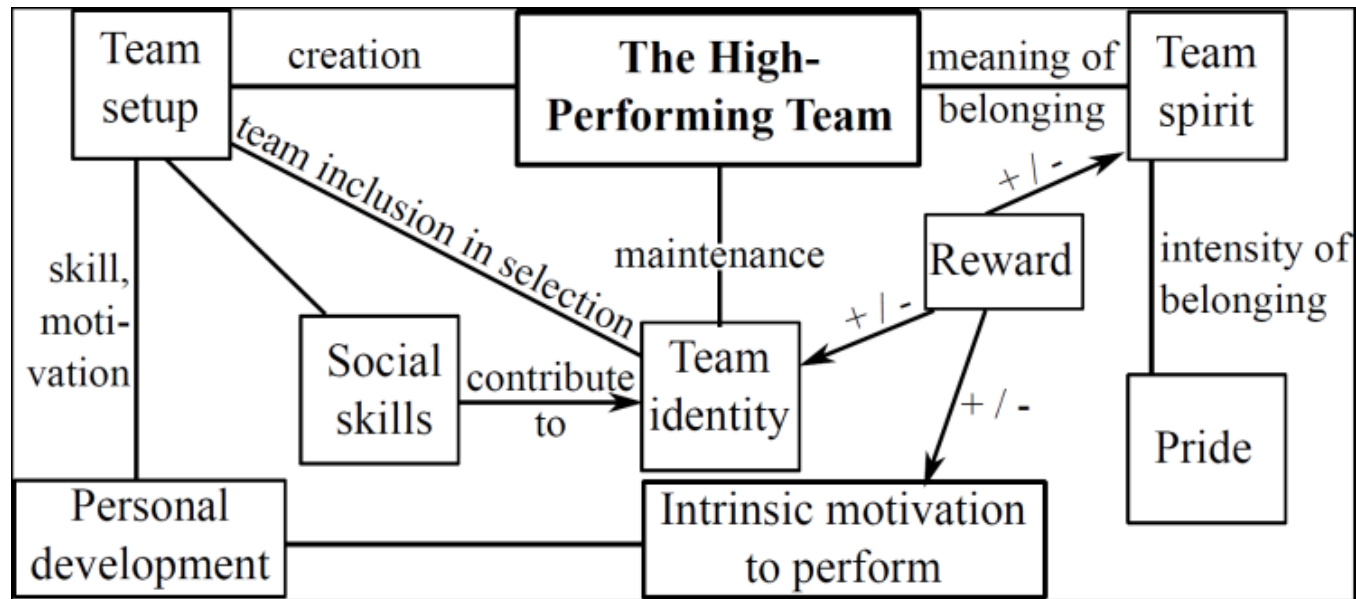 Team
setup
creation
The High-
Performing Team
meaning of
belonging
Team
spirit
team inclusion in selection
+ / -
skill,
moti-
vation
maintenance
Reward
intensity of
belonging
+ / -
Social
skills
contribute
to
Team
identity
+ / -
Pride
Personal
development
Intrinsic motivation
to perform